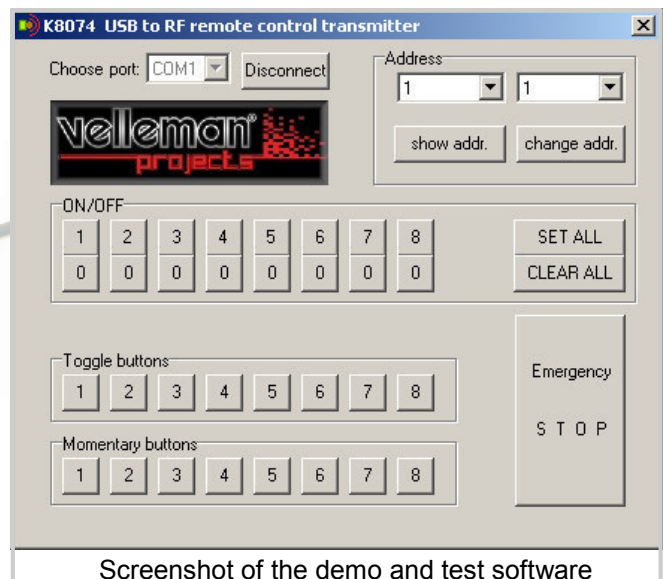 K8074 USB to RF remote control transmitter
Choose port: COM1 Disconnect
Address
1 1
show addr. change addr.
velleman®
projects
ON/OFF
1 2 3 4 5 6 7 8 SET ALL
0 0 0 0 0 0 0 0 CLEAR ALL
Toggle buttons
1 2 3 4 5 6 7 8
Momentary buttons
1 2 3 4 5 6 7 8
Emergency
S T O P
Screenshot of the demo and test software